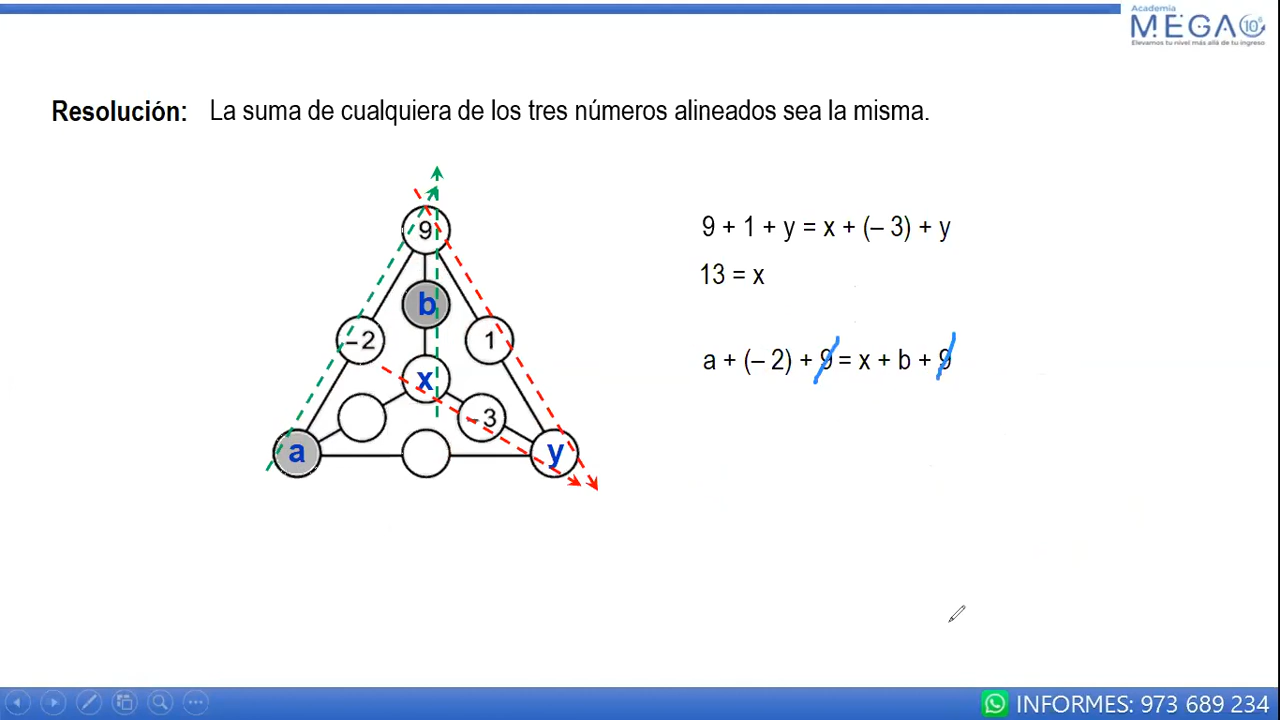 Academia
MEGA 10⁶
Elevamos tu nivel más allá de tu ingreso
Resolución: La suma de cualquiera de los tres números alineados sea la misma.
9
b
– 2
1
x
– 3
a
y
9 + 1 + y = x + (– 3) + y
13 = x
a + (– 2) + 9 = x + b + 9
INFORMES: 973 689 234